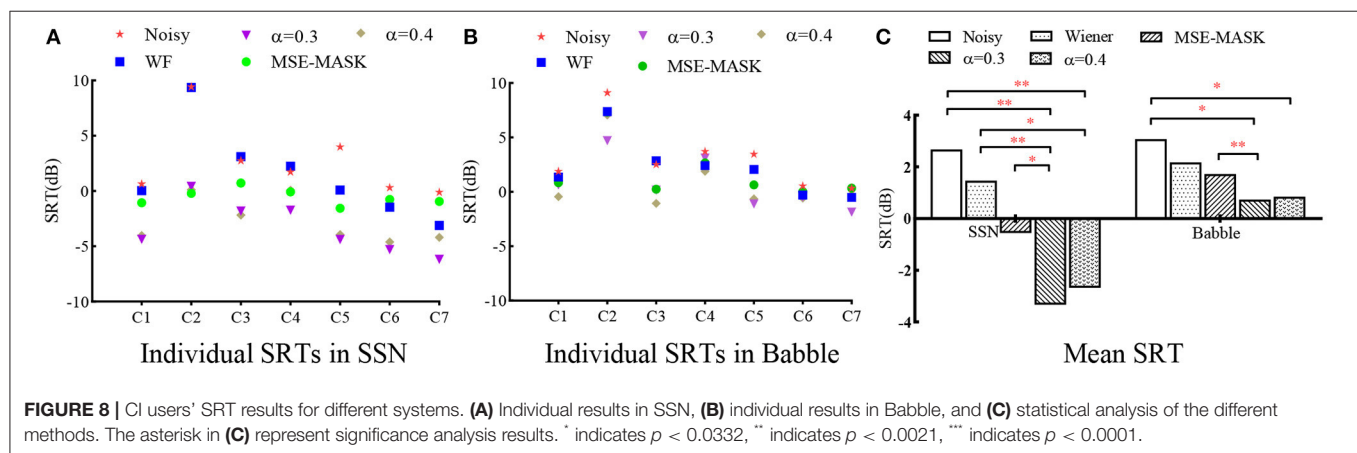 A
Noisy
α=0.3
α=0.4
WF
MSE-MASK
SRT(dB)
10
5
0
-5
-10
C1 C2 C3 C4 C5 C6 C7
Individual SRTs in SSN
B
Noisy
α=0.3
α=0.4
WF
MSE-MASK
SRT(dB)
10
5
0
-5
-10
C1 C2 C3 C4 C5 C6 C7
Individual SRTs in Babble
C
Noisy Wiener MSE-MASK
α=0.3 α=0.4
** *
** *
* **
**
*
SRT(dB)
4
2
0
-2
-4
SSN Babble
Mean SRT
FIGURE 8 | CI users’ SRT results for different systems. (A) Individual results in SSN, (B) individual results in Babble, and (C) statistical analysis of the different
methods. The asterisk in (C) represent significance analysis results. * indicates p < 0.0332, ** indicates p < 0.0021, *** indicates p < 0.0001.